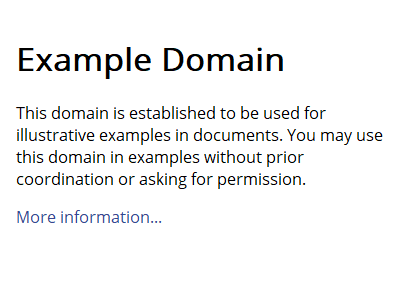 Example Domain
This domain is established to be used for
illustrative examples in documents. You may use
this domain in examples without prior
coordination or asking for permission.
More information...